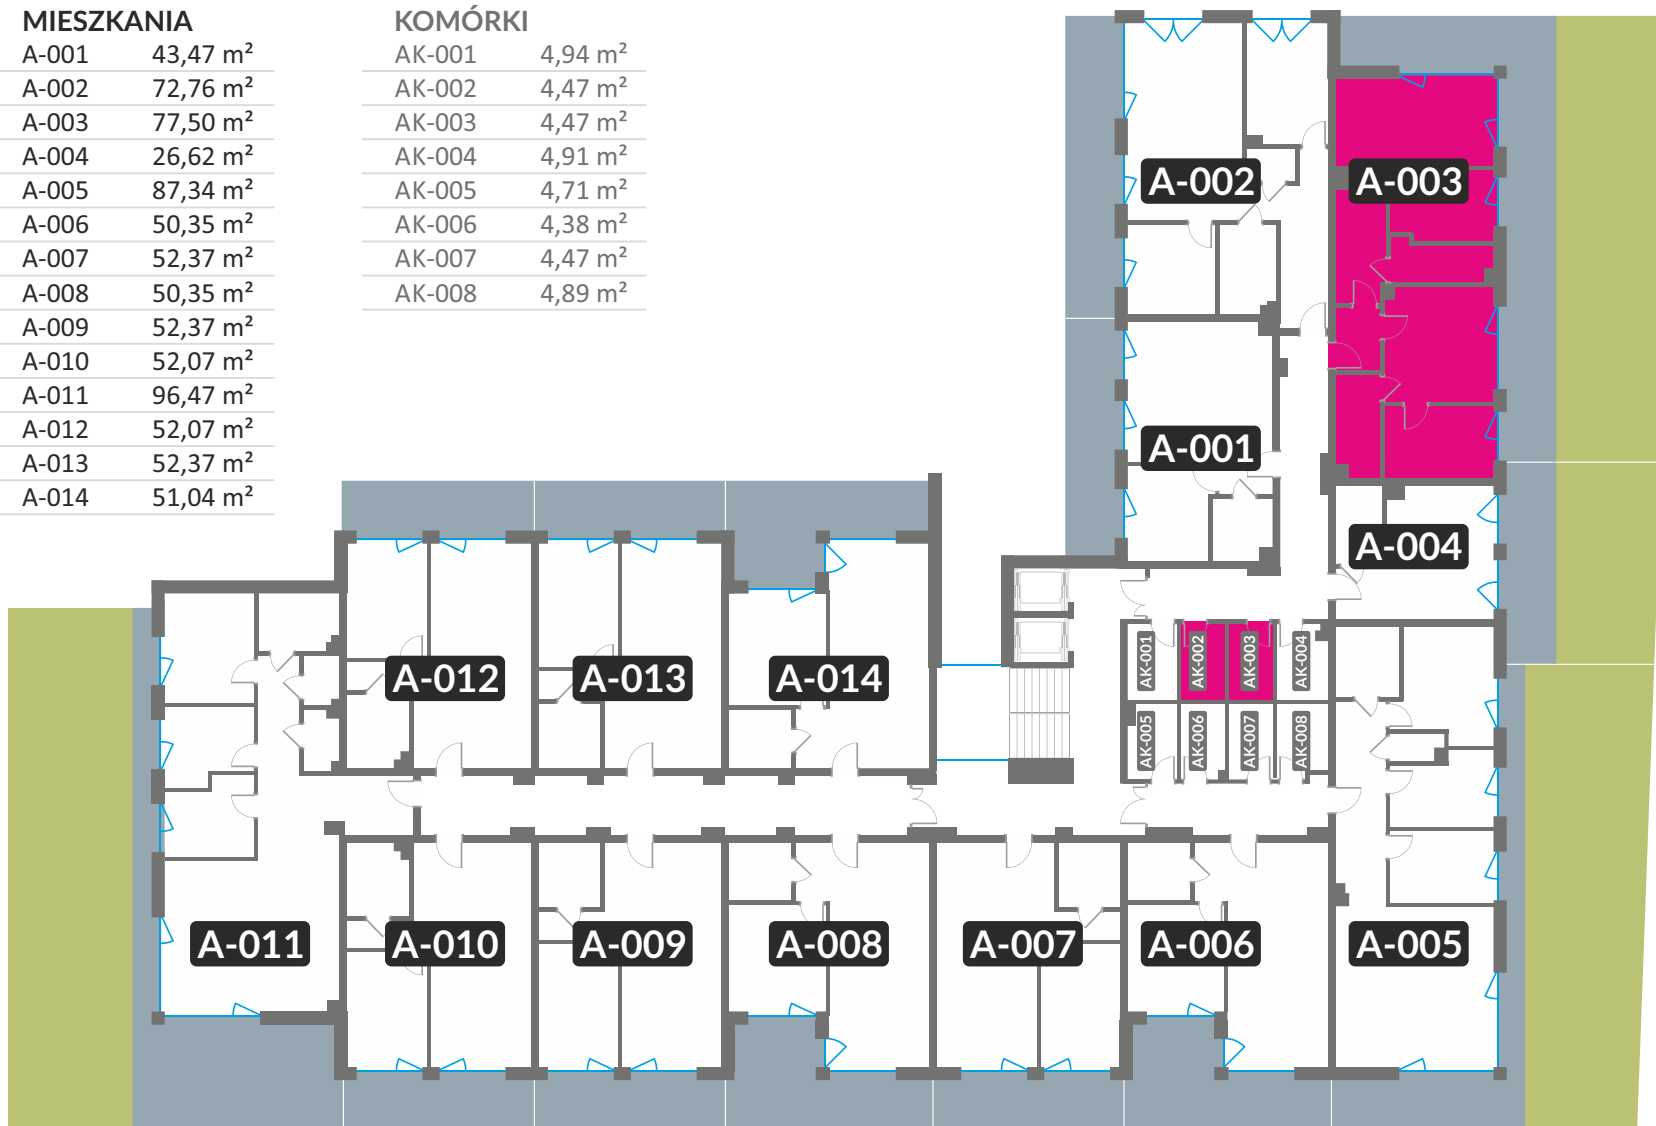 MIESZKANIA
A-001 43,47 m²
A-002 72,76 m²
A-003 77,50 m²
A-004 26,62 m²
A-005 87,34 m²
A-006 50,35 m²
A-007 52,37 m²
A-008 50,35 m²
A-009 52,37 m²
A-010 52,07 m²
A-011 96,47 m²
A-012 52,07 m²
A-013 52,37 m²
A-014 51,04 m²
KOMÓRKI
AK-001 4,94 m²
AK-002 4,47 m²
AK-003 4,47 m²
AK-004 4,91 m²
AK-005 4,71 m²
AK-006 4,38 m²
AK-007 4,47 m²
AK-008 4,89 m²
A-002
A-003
A-001
A-004
AK-001
AK-002
AK-003
AK-004
A-012
A-013
A-014
AK-005
AK-006
AK-007
AK-008
A-011
A-010
A-009
A-008
A-007
A-006
A-005